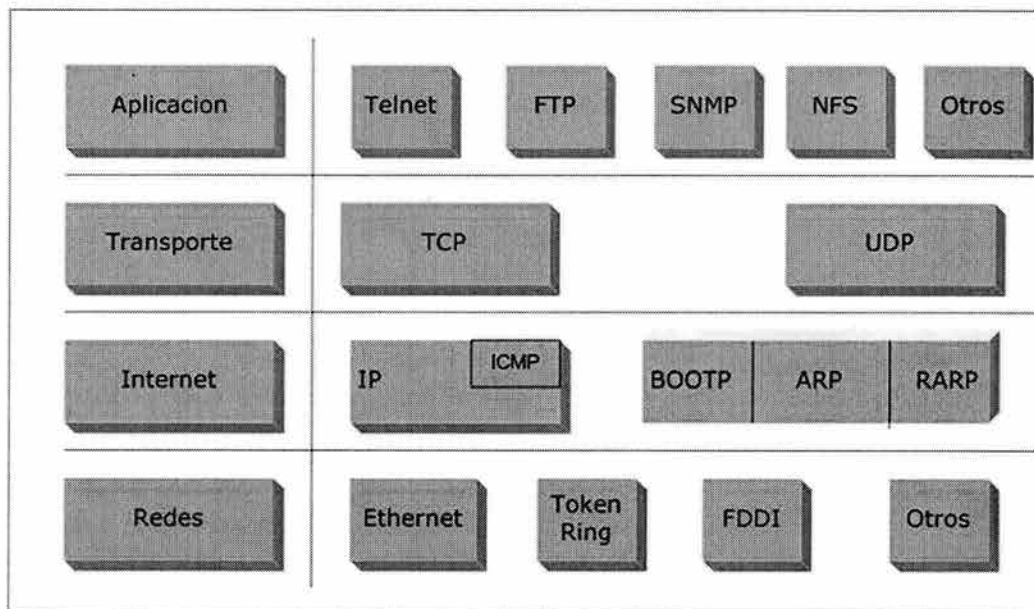 Aplicacion
Telnet
FTP
SNMP
NFS
Otros
Transporte
TCP
UDP
Internet
IP
ICMP
BOOTP
ARP
RARP
Redes
Ethernet
Token
Ring
FDDI
Otros